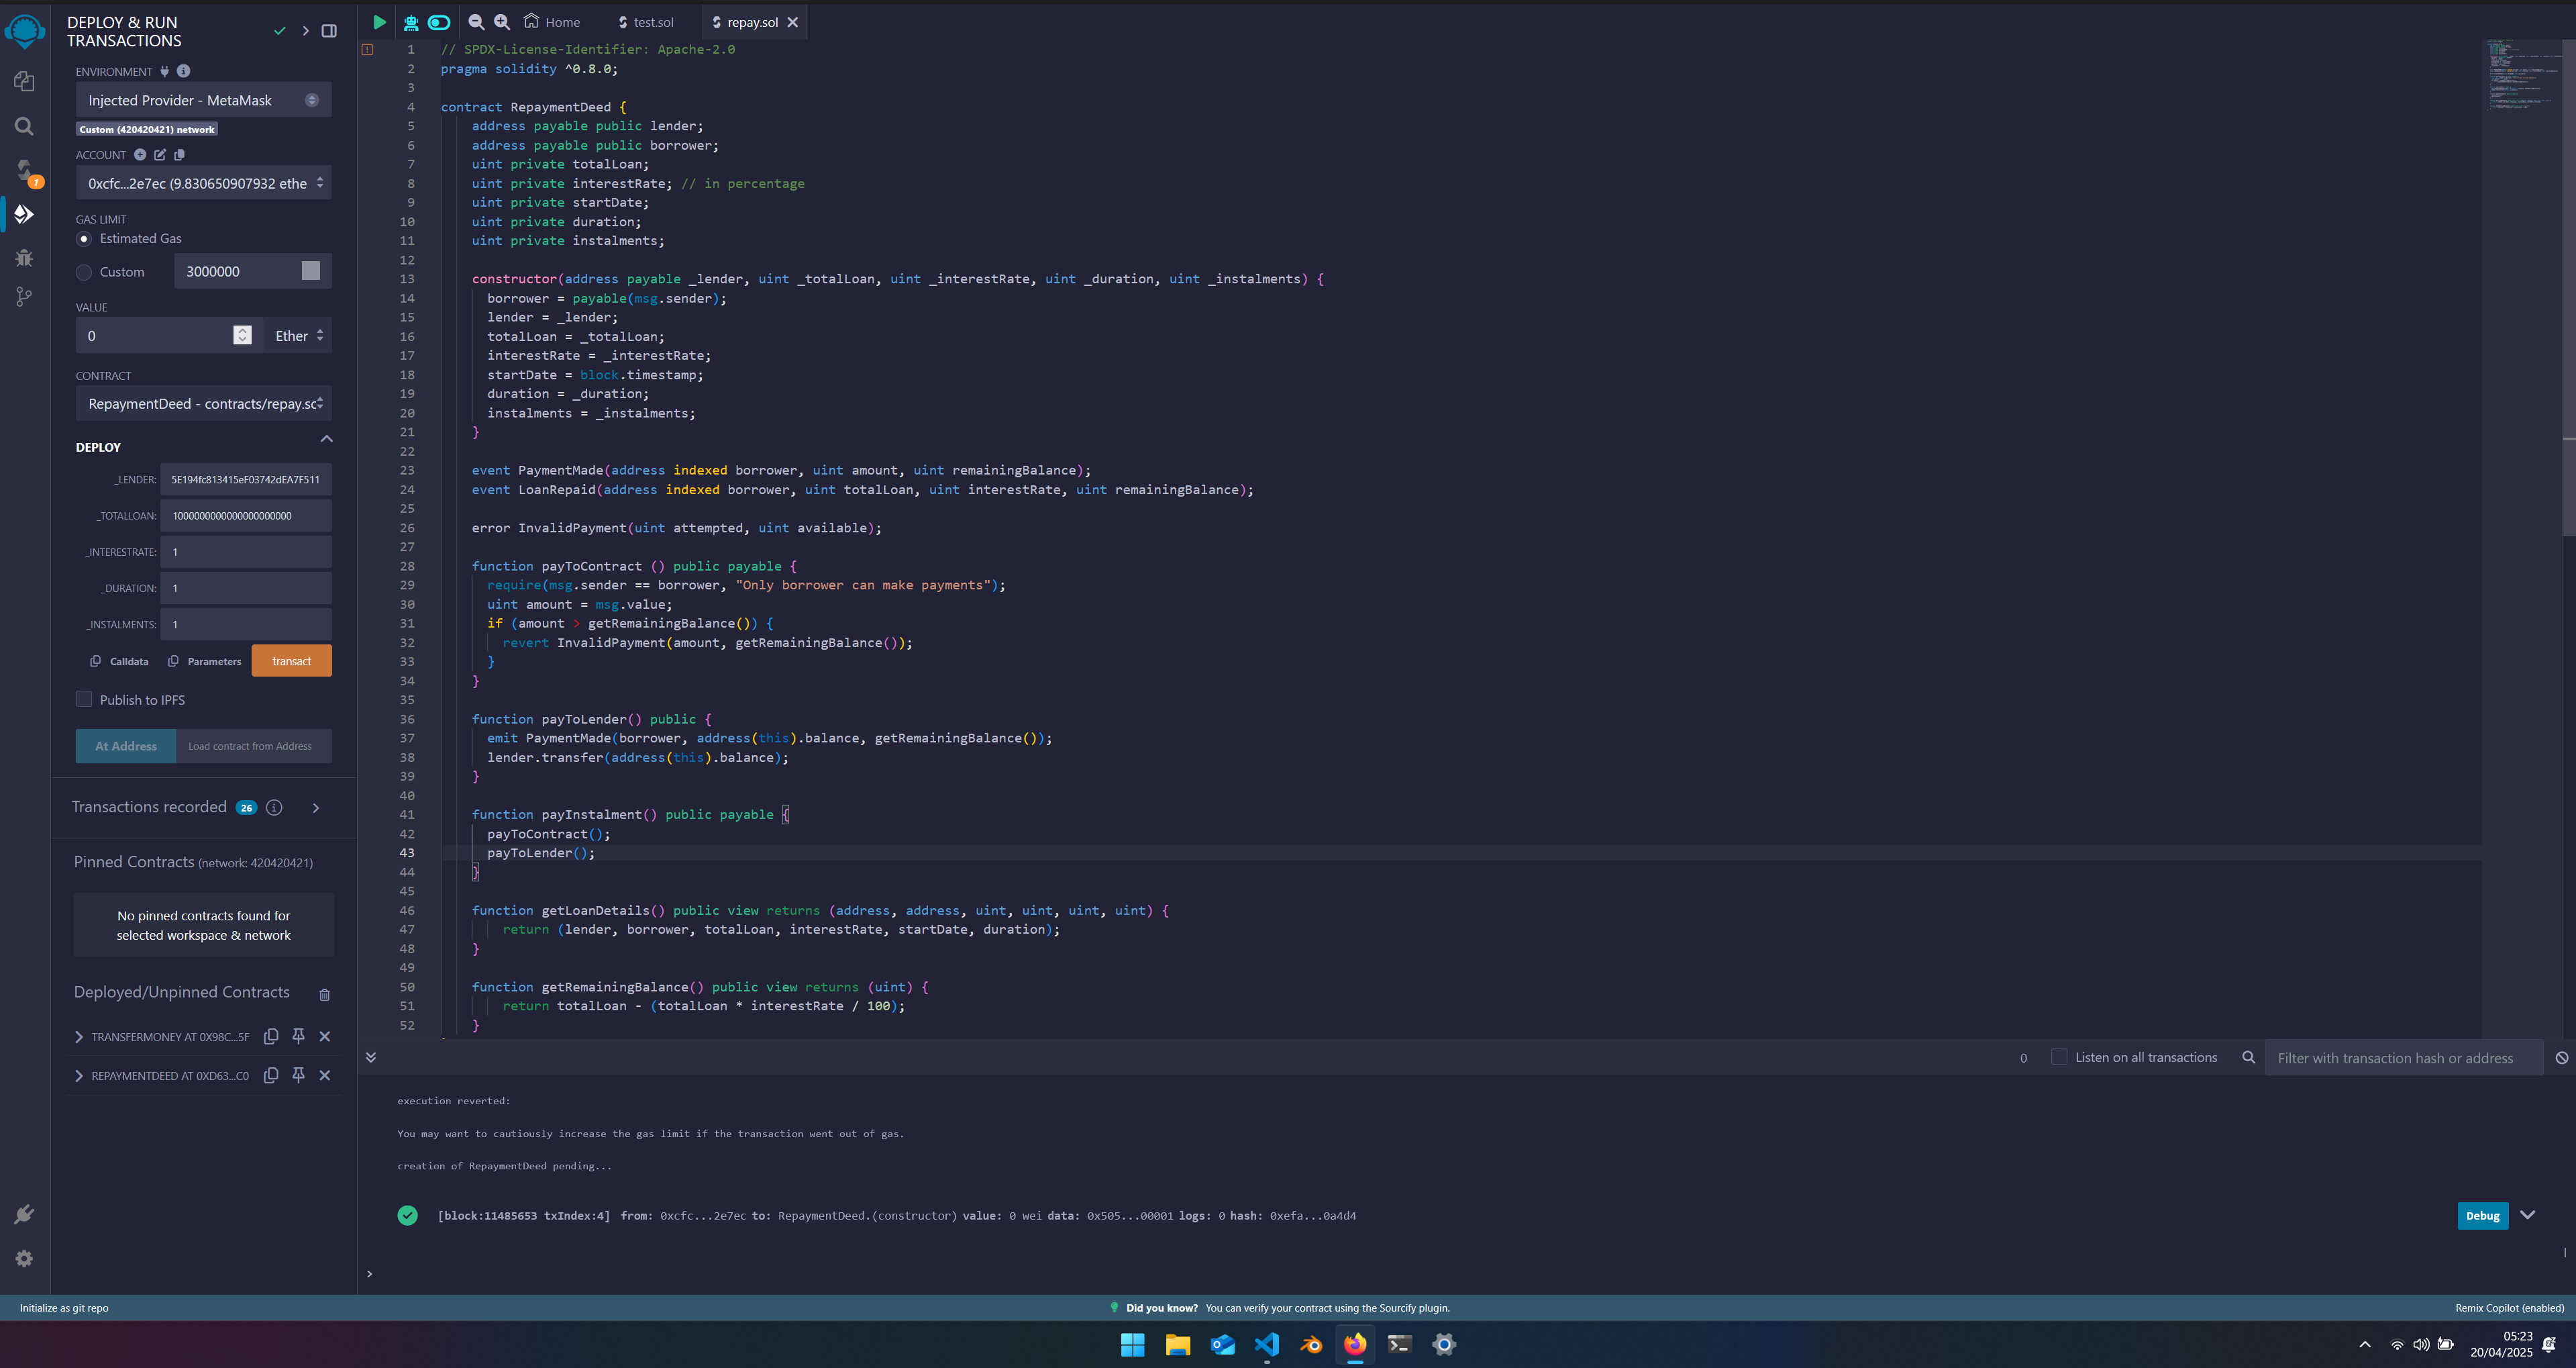 DEPLOY & RUN
TRANSACTIONS
ENVIRONMENT
Injected Provider - MetaMask
Custom (420420421) network
ACCOUNT
0xcfc...2e7ec (9.830650907932 ethe
GAS LIMIT
Estimated Gas
Custom 3000000
VALUE
0 Ether
CONTRACT
RepaymentDeed - contracts/repay.sc
DEPLOY
_LENDER: 5E194fc813415eF03742dEA7F511
_TOTALLOAN:
_INTERESTRATE: 1
_DURATION: 1
_INSTALMENTS: 1
Calldata Parameters transact
Publish to IPFS
At Address Load contract from Address
Transactions recorded 26
Pinned Contracts (network: 420420421)
No pinned contracts found for
selected workspace & network
Deployed/Unpinned Contracts
TRANSFERMONEY AT 0X98C...5F
REPAYMENTDEED AT 0XD63...C0
1
Home test.sol repay.sol
1 // SPDX-License-Identifier: Apache-2.0
2 pragma solidity ^0.8.0;
3
4 contract RepaymentDeed {
5 address payable public lender;
6 address payable public borrower;
7 uint private totalLoan;
8 uint private interestRate; // in percentage
9 uint private startDate;
10 uint private duration;
11 uint private instalments;
12
13 constructor(address payable _lender, uint _totalLoan, uint _interestRate, uint _duration, uint _instalments) {
14 borrower = payable(msg.sender);
15 lender = _lender;
16 totalLoan = _totalLoan;
17 interestRate = _interestRate;
18 startDate = block.timestamp;
19 duration = _duration;
20 instalments = _instalments;
21 }
22
23 event PaymentMade(address indexed borrower, uint amount, uint remainingBalance);
24 event LoanRepaid(address indexed borrower, uint totalLoan, uint interestRate, uint remainingBalance);
25
26 error InvalidPayment(uint attempted, uint available);
27
28 function payToContract () public payable {
29 require(msg.sender == borrower, "Only borrower can make payments");
30 uint amount = msg.value;
31 if (amount > getRemainingBalance()) {
32 revert InvalidPayment(amount, getRemainingBalance());
33 }
34 }
35
36 function payToLender() public {
37 emit PaymentMade(borrower, address(this).balance, getRemainingBalance());
38 lender.transfer(address(this).balance);
39 }
40
41 function payInstalment() public payable {
42 payToContract();
43 payToLender();
44 }
45
46 function getLoanDetails() public view returns (address, address, uint, uint, uint, uint) {
47 return (lender, borrower, totalLoan, interestRate, startDate, duration);
48 }
49
50 function getRemainingBalance() public view returns (uint) {
51 return totalLoan - (totalLoan * interestRate / 100);
52 }
0 Listen on all transactions Filter with transaction hash or address
execution reverted:
You may want to cautiously increase the gas limit if the transaction went out of gas.
creation of RepaymentDeed pending...
[block:11485653 txIndex:4] from: 0xcfc...2e7ec to: RepaymentDeed.(constructor) value: 0 wei data: 0x505...00001 logs: 0 hash: 0xefa...0a4d4
Debug
>
Initialize as git repo
Did you know? You can verify your contract using the Sourcify plugin.
Remix Copilot (enabled)
05:23
20/04/2025